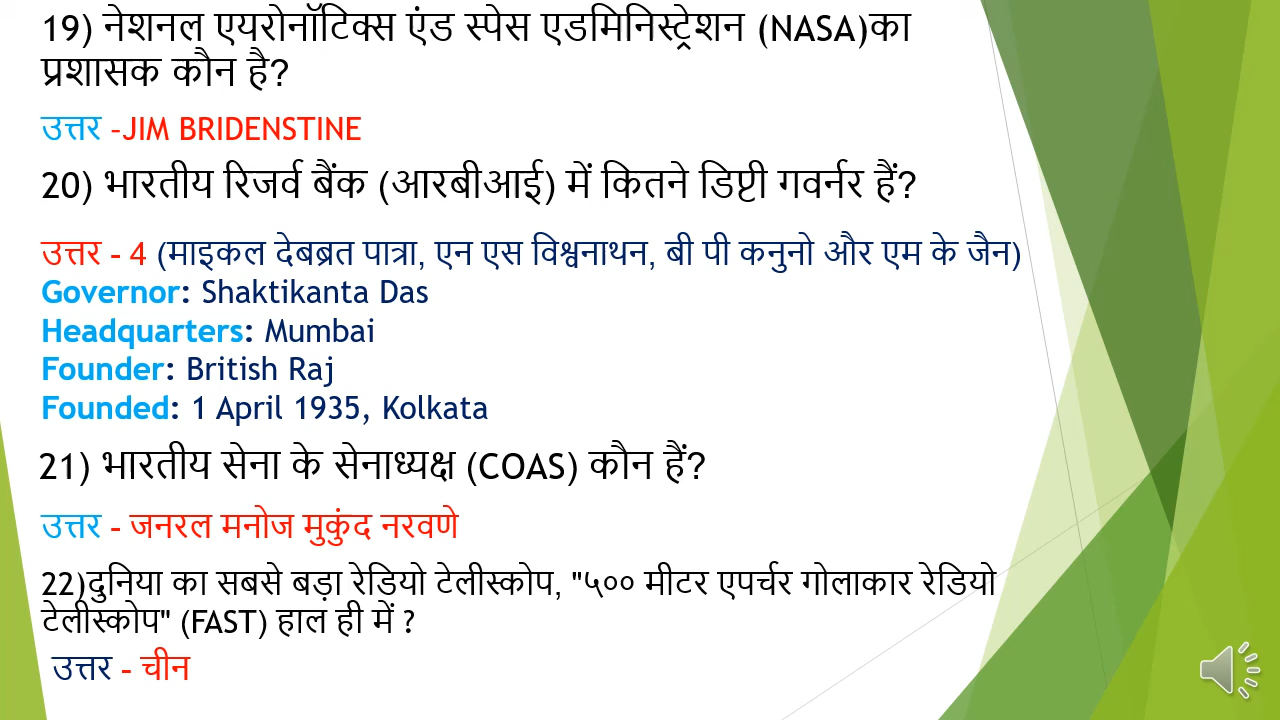 19) नेशनल एयरोनॉटिक्स एंड स्पेस एडमिनिस्ट्रेशन (NASA)का
प्रशासक कौन है?
उत्तर –JIM BRIDENSTINE
20) भारतीय रिजर्व बैंक (आरबीआई) में कितने डिप्टी गवर्नर हैं?
उत्तर - 4 (माइकल देबब्रत पात्रा, एन एस विश्वनाथन, बी पी कनुनो और एम के जैन)
Governor: Shaktikanta Das
Headquarters: Mumbai
Founder: British Raj
Founded: 1 April 1935, Kolkata
21) भारतीय सेना के सेनाध्यक्ष (COAS) कौन हैं?
उत्तर - जनरल मनोज मुकुंद नरवणे
22)दुनिया का सबसे बड़ा रेडियो टेलीस्कोप, "५०० मीटर एपर्चर गोलाकार रेडियो
टेलीस्कोप" (FAST) हाल ही में ?
उत्तर - चीन